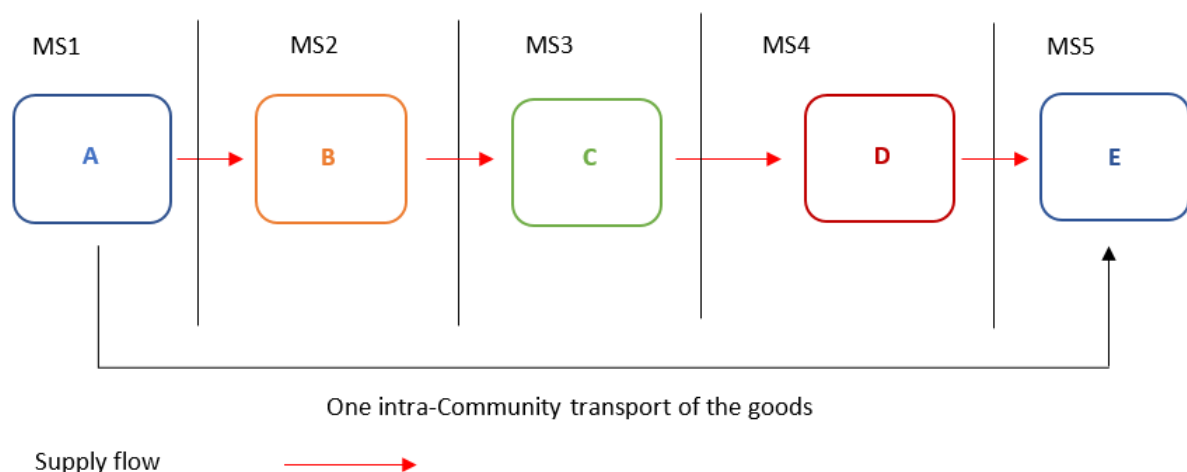 MS1 MS2 MS3 MS4 MS5
A B C D E
One intra-Community transport of the goods
Supply flow